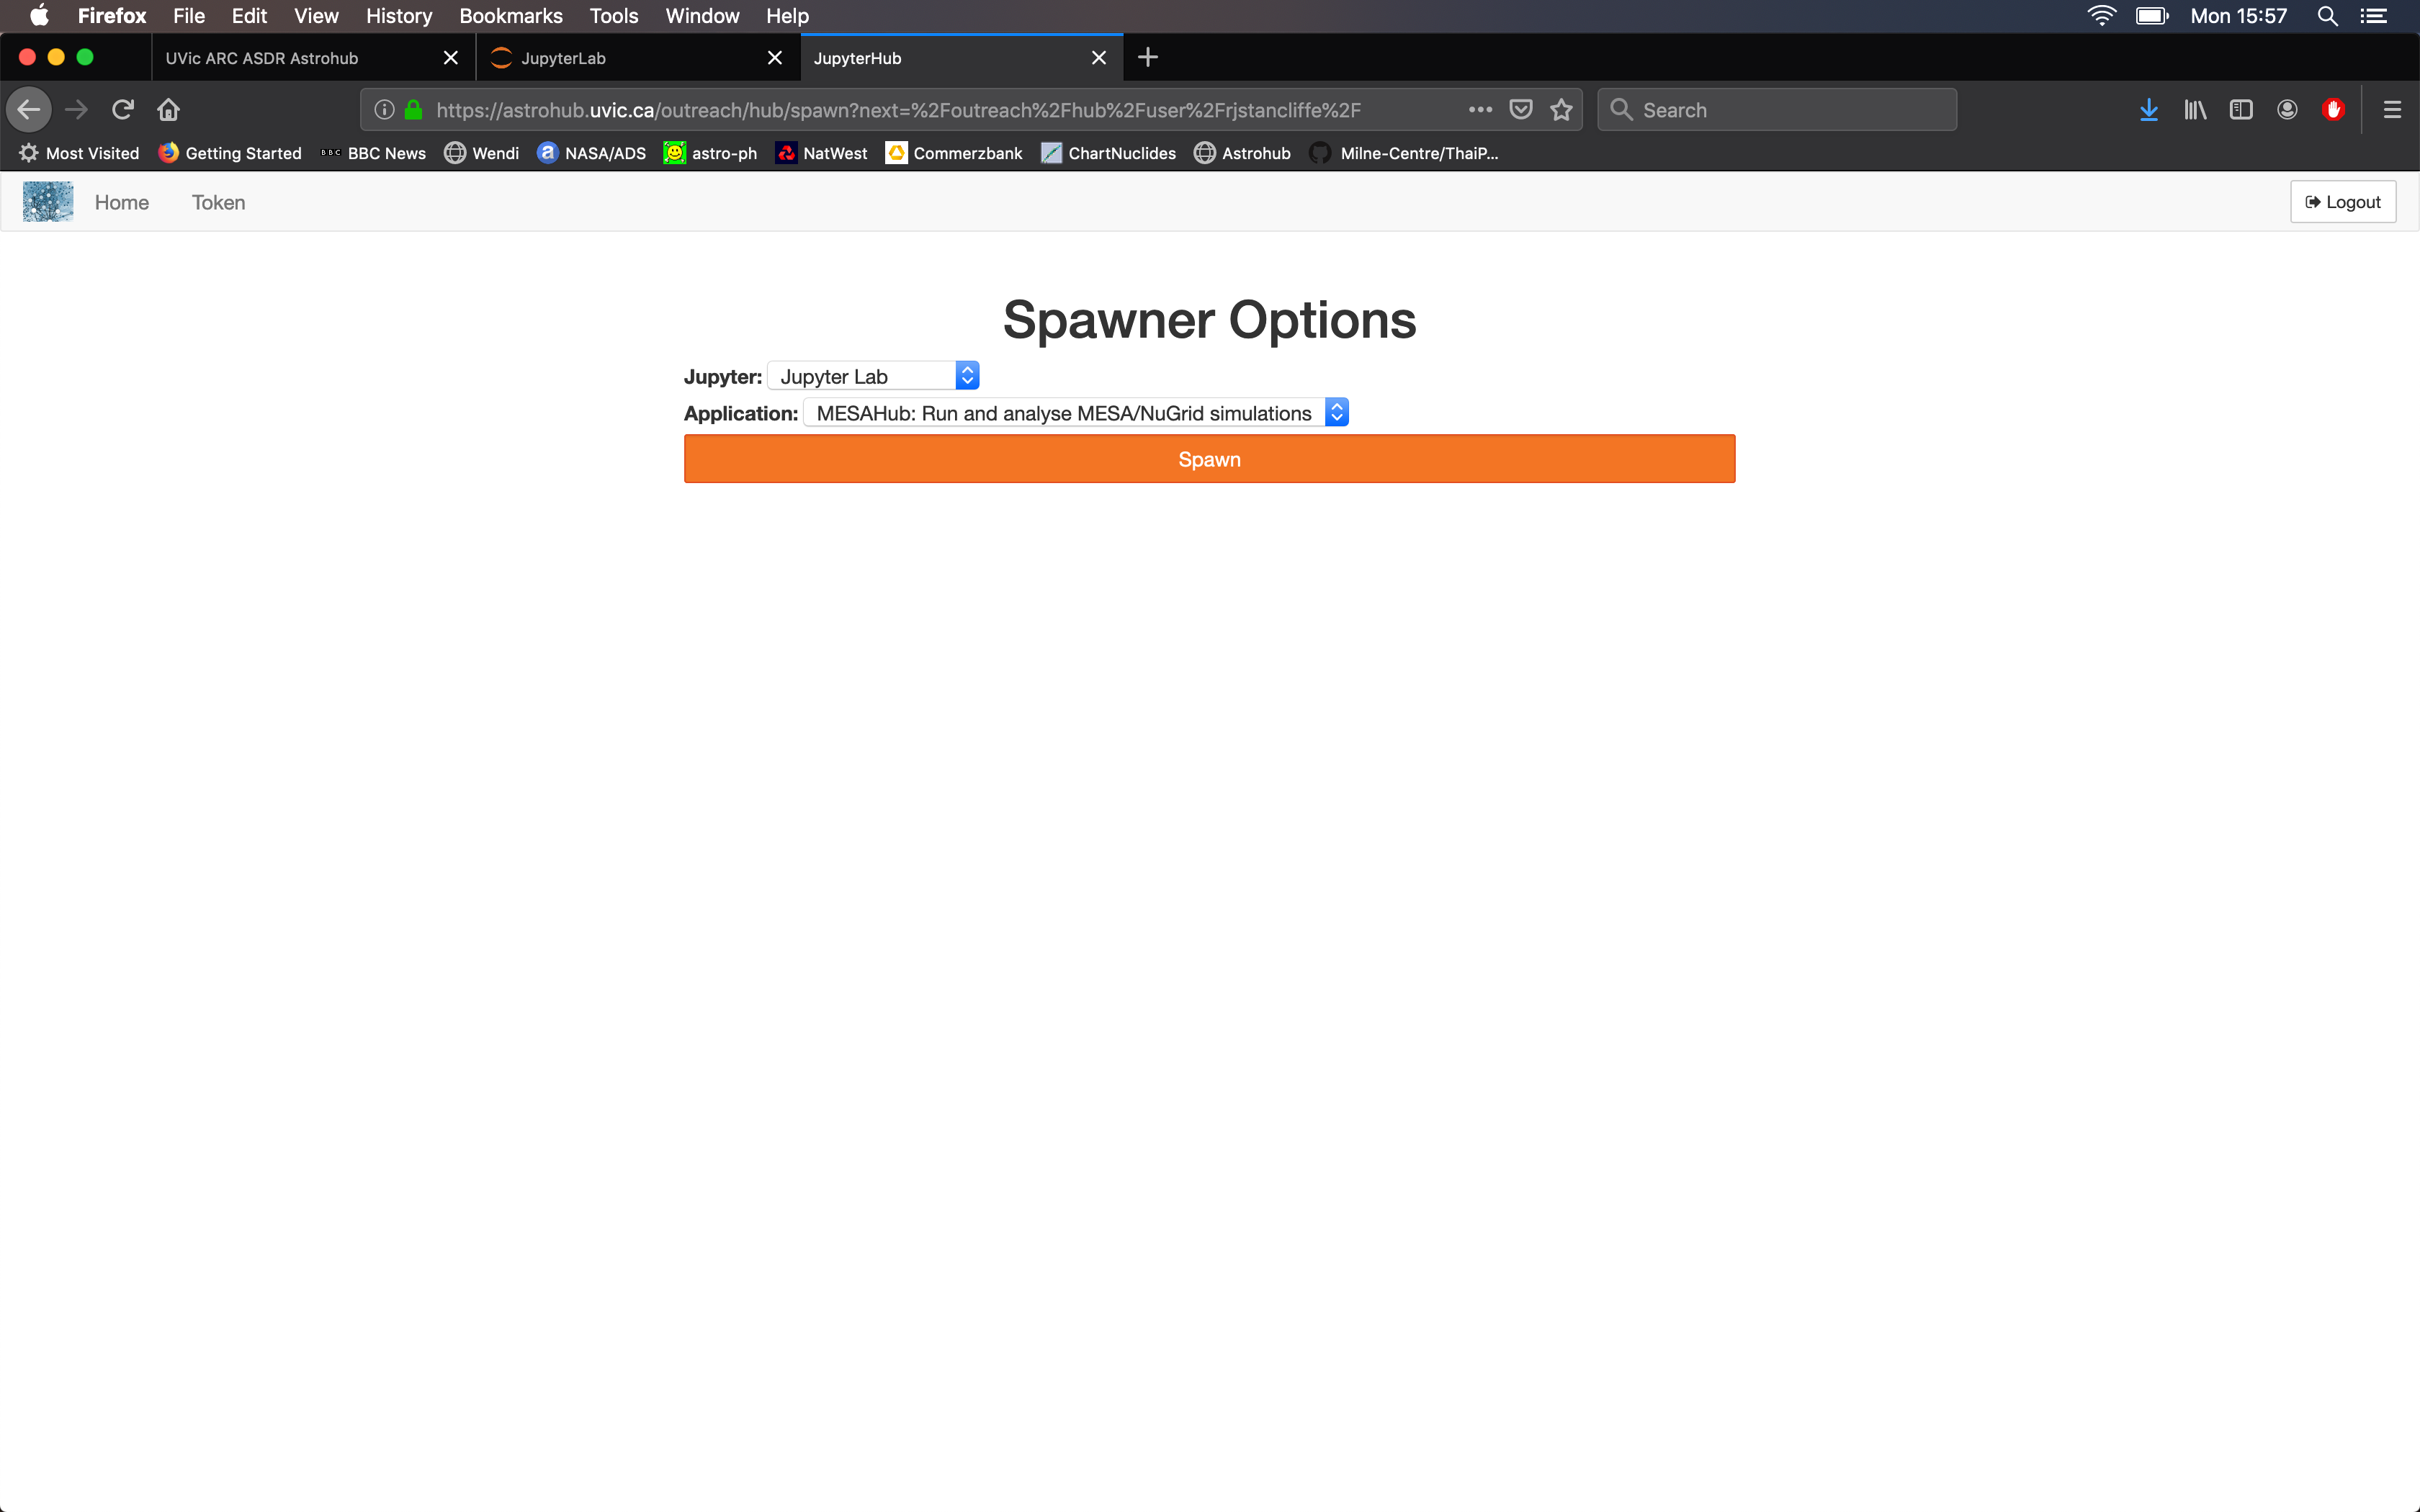 Firefox File Edit View History Bookmarks Tools Window Help Mon 15:57
UVic ARC ASDR Astrohub JupyterLab JupyterHub
https://astrohub.uvic.ca/outreach/hub/spawn?next=%2Foutreach%2Fhub%2Fuser%2Frjstancliffe%2F Search
Most Visited Getting Started BBC BBC News Wendi a NASA/ADS astro-ph NatWest Commerzbank ChartNuclides Astrohub Milne-Centre/ThaiP...
Home Token Logout
Spawner Options
Jupyter: Jupyter Lab
Application: MESAHub: Run and analyse MESA/NuGrid simulations
Spawn